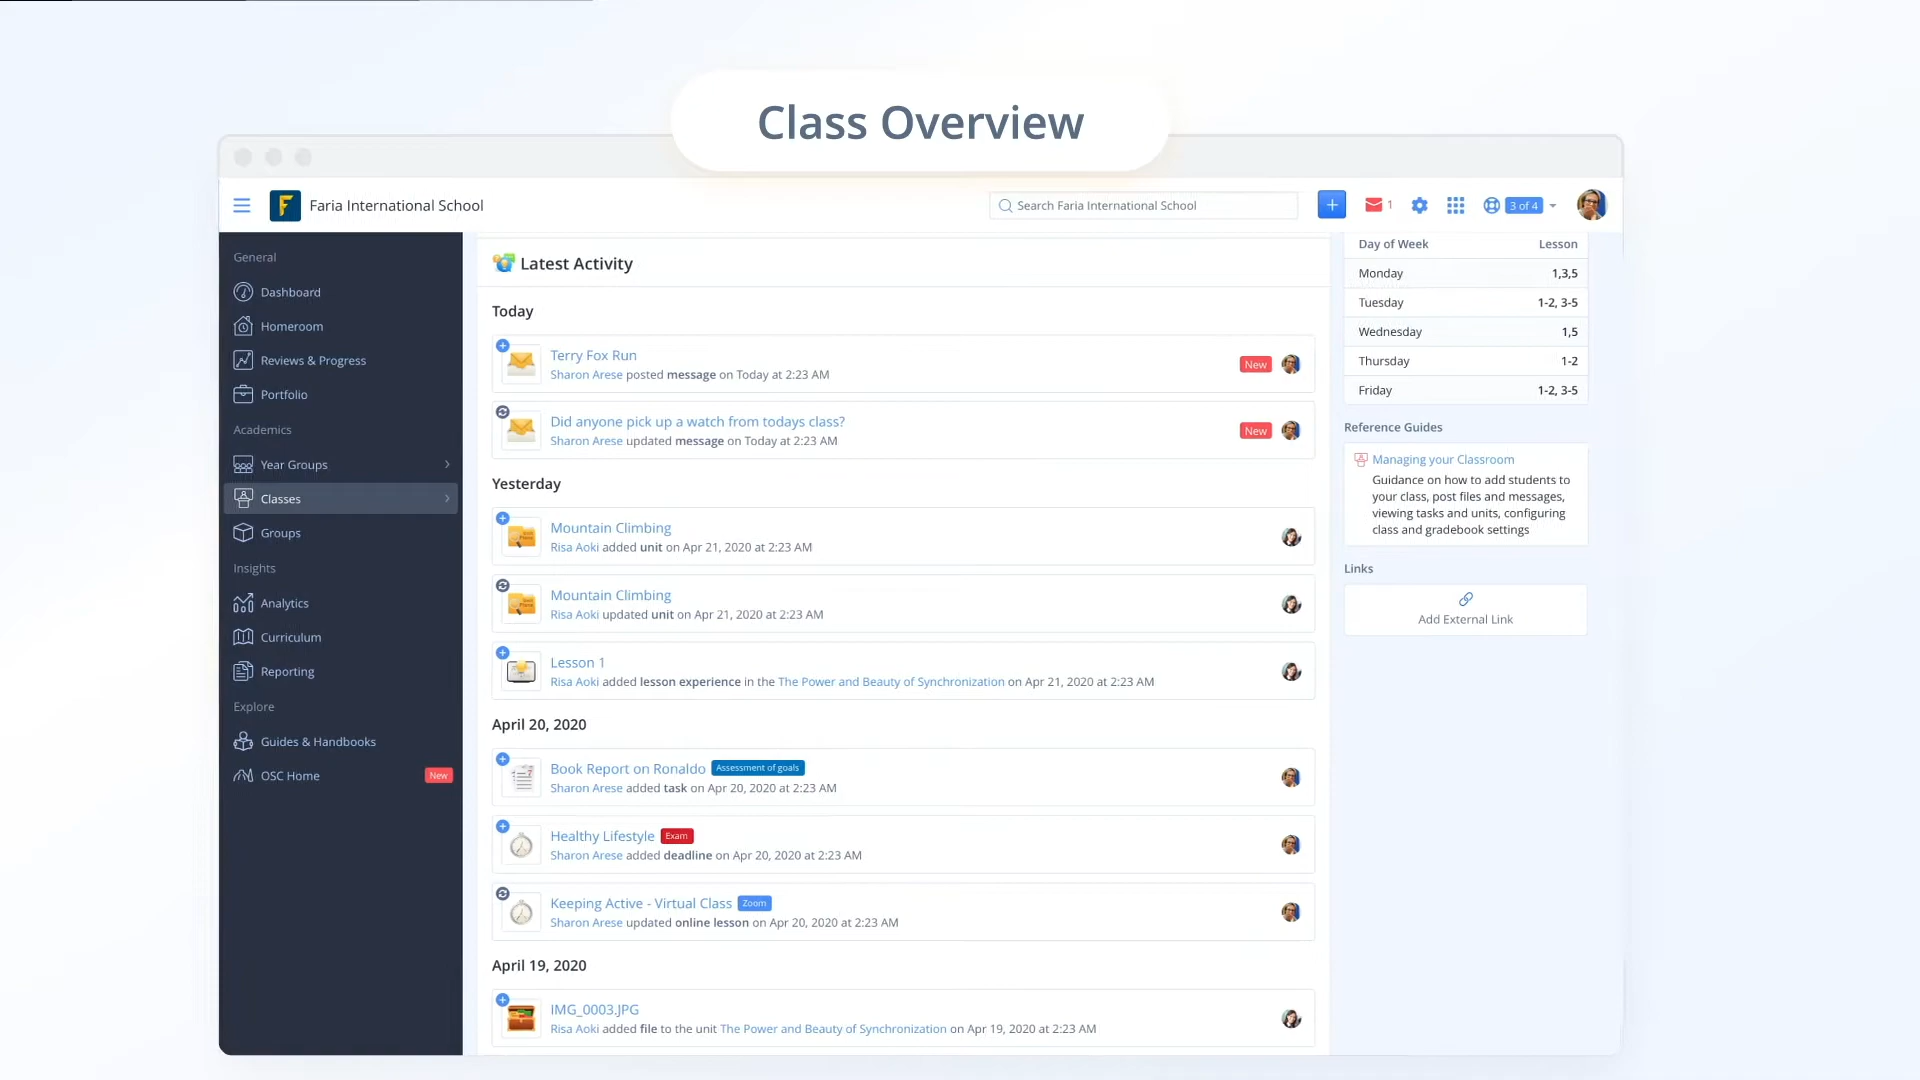 Class Overview
Faria International School
Search Faria International School
1
3 of 4
General
Dashboard
Homeroom
Reviews & Progress
Portfolio
Academics
Year Groups
Classes
Groups
Insights
Analytics
Curriculum
Reporting
Explore
Guides & Handbooks
OSC Home New
Latest Activity
Today
Terry Fox Run
Sharon Arese posted message on Today at 2:23 AM
New
Did anyone pick up a watch from todays class?
Sharon Arese updated message on Today at 2:23 AM
New
Yesterday
Mountain Climbing
Risa Aoki added unit on Apr 21, 2020 at 2:23 AM
Mountain Climbing
Risa Aoki updated unit on Apr 21, 2020 at 2:23 AM
Lesson 1
Risa Aoki added lesson experience in the The Power and Beauty of Synchronization on Apr 21, 2020 at 2:23 AM
April 20, 2020
Book Report on Ronaldo Assessment of goals
Sharon Arese added task on Apr 20, 2020 at 2:23 AM
Healthy Lifestyle Exam
Sharon Arese added deadline on Apr 20, 2020 at 2:23 AM
Keeping Active - Virtual Class Zoom
Sharon Arese updated online lesson on Apr 20, 2020 at 2:23 AM
April 19, 2020
IMG_0003.JPG
Risa Aoki added file to the unit The Power and Beauty of Synchronization on Apr 19, 2020 at 2:23 AM
Day of Week Lesson
Monday 1,3,5
Tuesday 1-2, 3-5
Wednesday 1,5
Thursday 1-2
Friday 1-2, 3-5
Reference Guides
Managing your Classroom
Guidance on how to add students to
your class, post files and messages,
viewing tasks and units, configuring
class and gradebook settings
Links
Add External Link